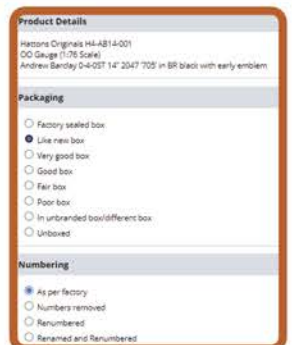 Product Details
Hattons Originals H4-AB14-001
OO Gauge (1:76 Scale)
Andrew Barclay 0-4-0ST 14" 2047 '705' in BR black with early emblem
Packaging
Factory sealed box
Like new box
Very good box
Good box
Fair box
Poor box
In unbranded box/different box
Unboxed
Numbering
As per factory
Numbers removed
Renumbered
Renamed and Renumbered